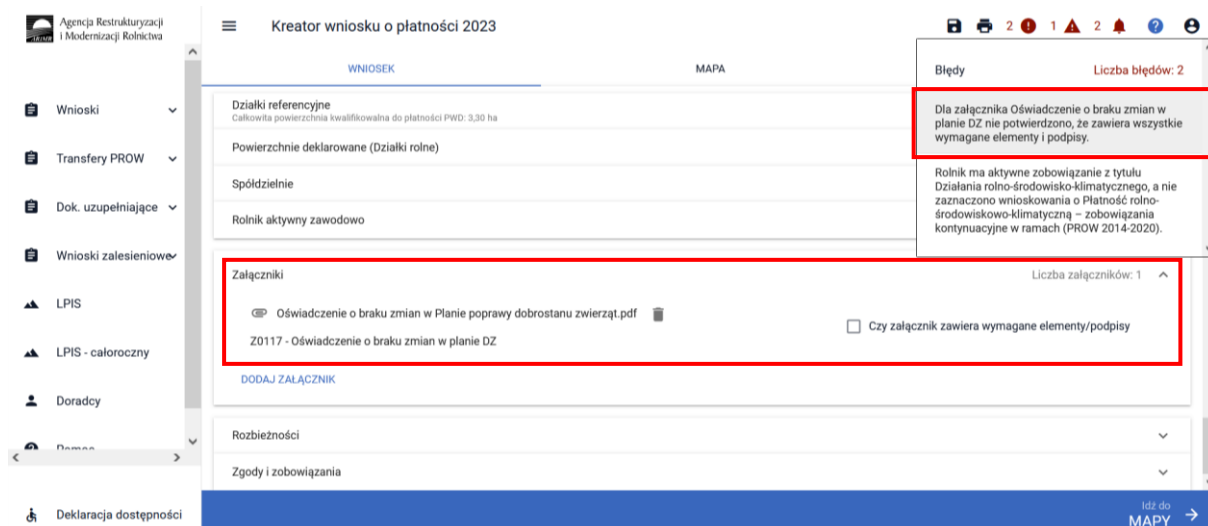 Agencja Restrukturyzacji
i Modernizacji Rolnictwa
ARiMR
Kreator wniosku o płatności 2023
2
1
2
WNIOSEK
MAPA
Wnioski
Transfery PROW
Dok. uzupełniające
Wnioski zalesieniowe
LPIS
LPIS - całoroczny
Doradcy
Pomoc
Deklaracja dostępności
Działki referencyjne
Całkowita powierzchnia kwalifikowalna do płatności PWD: 3,30 ha
Powierzchnie deklarowane (Działki rolne)
Spółdzielnie
Rolnik aktywny zawodowo
Błędy
Liczba błędów: 2
Dla załącznika Oświadczenie o braku zmian w
planie DZ nie potwierdzono, że zawiera wszystkie
wymagane elementy i podpisy.
Rolnik ma aktywne zobowiązanie z tytułu
Działania rolno-środowisko-klimatycznego, a nie
zaznaczono wnioskowania o Płatność rolno-
środowiskowo-klimatyczną – zobowiązania
kontynuacyjne w ramach (PROW 2014-2020).
Załączniki
Liczba załączników: 1
Oświadczenie o braku zmian w Planie poprawy dobrostanu zwierząt.pdf
Czy załącznik zawiera wymagane elementy/podpisy
Z0117 - Oświadczenie o braku zmian w planie DZ
DODAJ ZAŁĄCZNIK
Rozbieżności
Zgody i zobowiązania
Idź do
MAPY